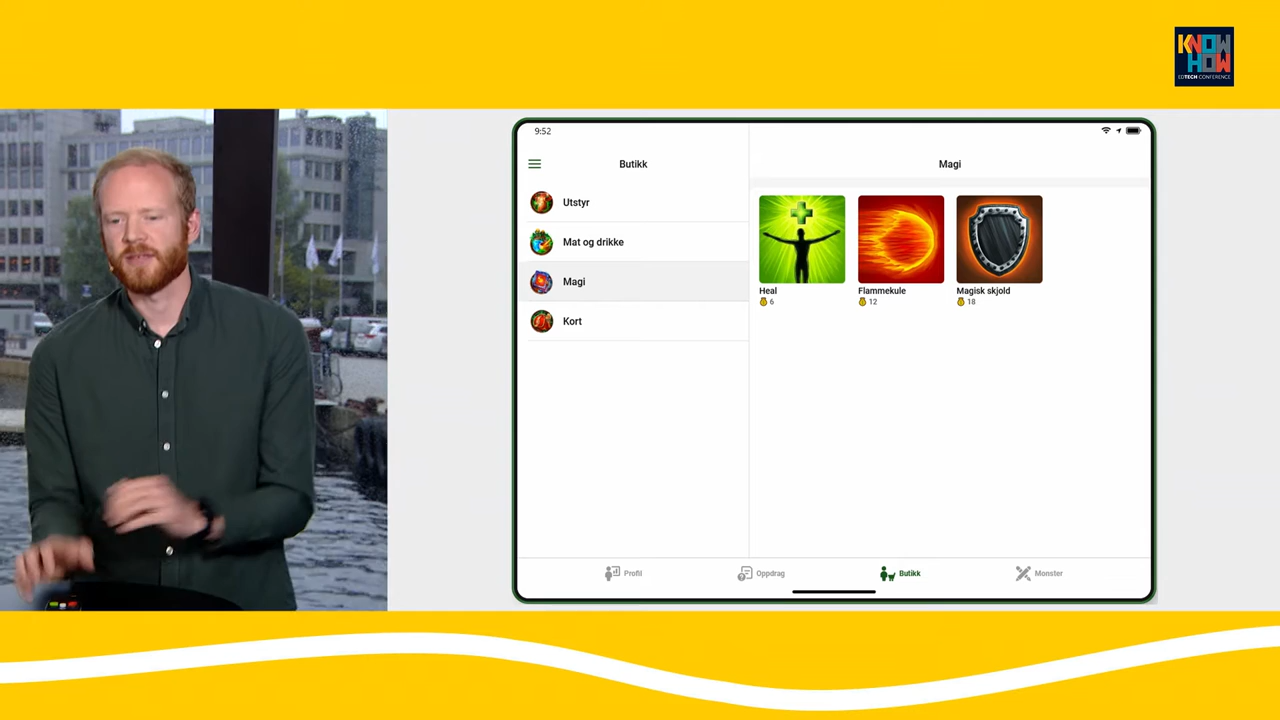 KNOW
HOW
EDTECH CONFERENCE
9:52
Butikk
Magi
Utstyr
Mat og drikke
Magi
Kort
Heal
6
Flammekule
12
Magisk skjold
18
Profil
Oppdrag
Butikk
Monster